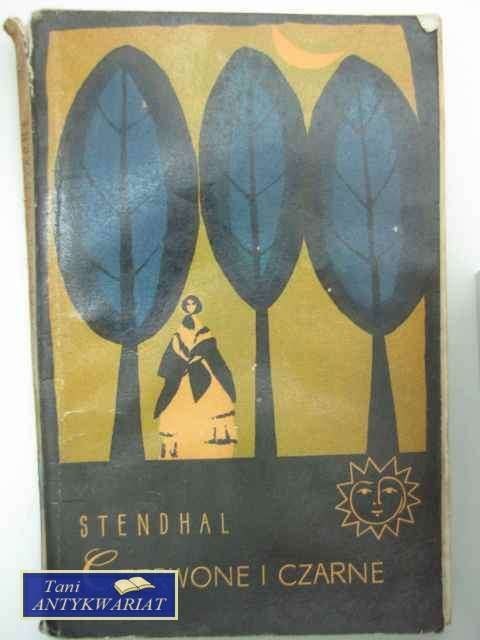 STENDHAL
I CZARNE
Tani
ANTYKWARIAT